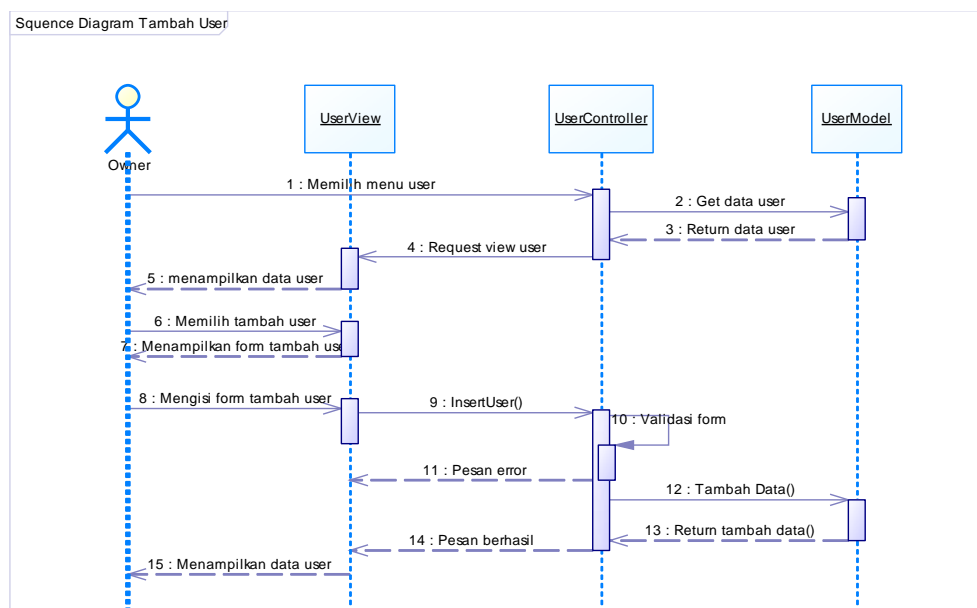 Squence Diagram Tambah User
Owner
UserView
UserController
UserModel
1 : Memilih menu user
2 : Get data user
3 : Return data user
4 : Request view user
5 : menampilkan data user
6 : Memilih tambah user
7 : Menampilkan form tambah user
8 : Mengisi form tambah user
9 : InsertUser()
10 : Validasi form
11 : Pesan error
12 : Tambah Data()
13 : Return tambah data()
14 : Pesan berhasil
15 : Menampilkan data user